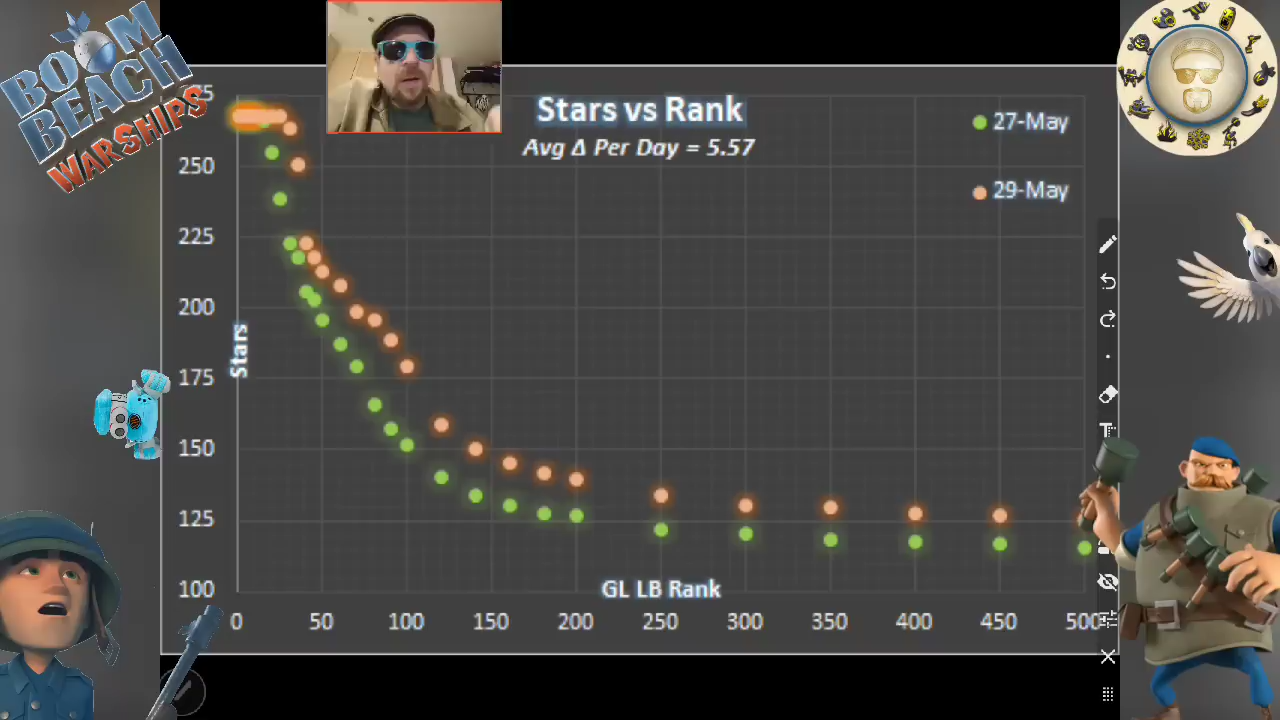 BOOM
BEACH
WARSHIPS
Stars vs Rank
Avg Δ Per Day = 5.57
27-May
29-May
250
225
200
175
150
125
100
Stars
GL LB Rank
0 50 100 150 200 250 300 350 400 450 500
T